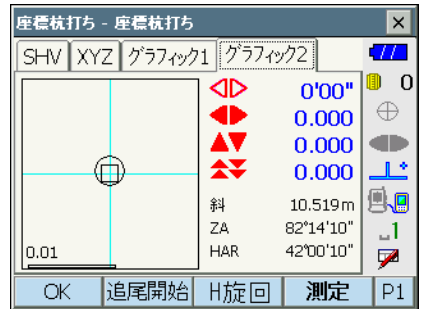 座標杭打ち - 座標杭打ち
SHV XYZ グラフィック1 グラフィック2
0'00"
0
0.000
0.000
0.000
斜 10.519m
ZA 82°14'10"
1
HAR 42°00'10"
0.01
OK 追尾開始 H旋回 測定 P1